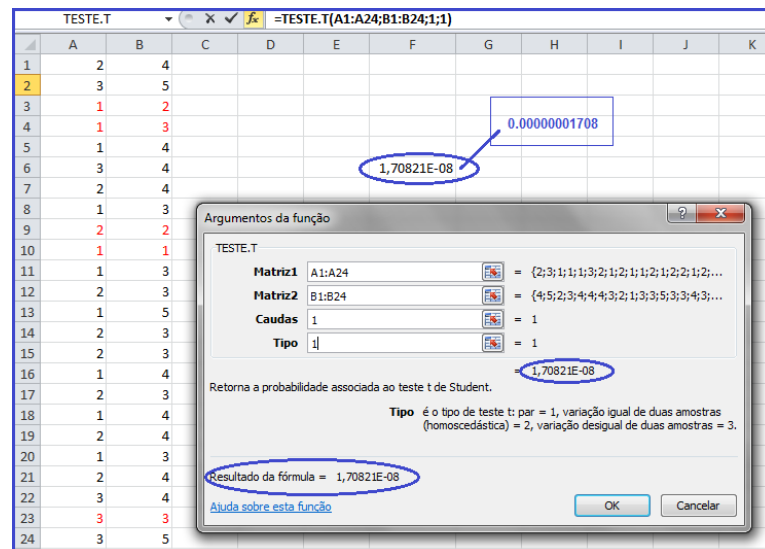 TESTE.T =TESTE.T(A1:A24;B1:B24;1;1)
A B C D E F G H I J K
1 2 4
2 3 5
3 1 2
4 1 3 0.00000001708
5 1 4
6 3 4 1,70821E-08
7 2 4
8 1 3
9 2 2
10 1 1
11 1 3
12 2 3
13 1 5
14 2 3
15 2 3
16 1 4
17 2 3
18 1 4
19 2 4
20 1 3
21 2 4
22 3 4
23 3 3
24 3 5
Argumentos da função
TESTE.T
Matriz1 A1:A24 = {2;3;1;1;1;3;2;1;2;1;1;2;1;2;2;1;2;...
Matriz2 B1:B24 = {4;5;2;3;4;4;4;3;2;1;3;3;5;3;3;4;3;...
Caudas 1 = 1
Tipo 1 = 1
= 1,70821E-08
Retorna a probabilidade associada ao teste t de Student.
Tipo é o tipo de teste t: par = 1, variação igual de duas amostras
(homoscedástica) = 2, variação desigual de duas amostras = 3.
Resultado da fórmula = 1,70821E-08
Ajuda sobre esta função OK Cancelar